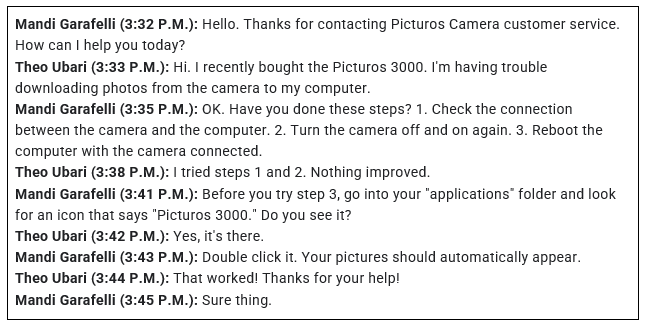 Mandi Garafelli (3:32 P.M.): Hello. Thanks for contacting Picturos Camera customer service.
How can I help you today?
Theo Ubari (3:33 P.M.): Hi. I recently bought the Picturos 3000. I'm having trouble
downloading photos from the camera to my computer.
Mandi Garafelli (3:35 P.M.): OK. Have you done these steps? 1. Check the connection
between the camera and the computer. 2. Turn the camera off and on again. 3. Reboot the
computer with the camera connected.
Theo Ubari (3:38 P.M.): I tried steps 1 and 2. Nothing improved.
Mandi Garafelli (3:41 P.M.): Before you try step 3, go into your "applications" folder and look
for an icon that says "Picturos 3000." Do you see it?
Theo Ubari (3:42 P.M.): Yes, it's there.
Mandi Garafelli (3:43 P.M.): Double click it. Your pictures should automatically appear.
Theo Ubari (3:44 P.M.): That worked! Thanks for your help!
Mandi Garafelli (3:45 P.M.): Sure thing.